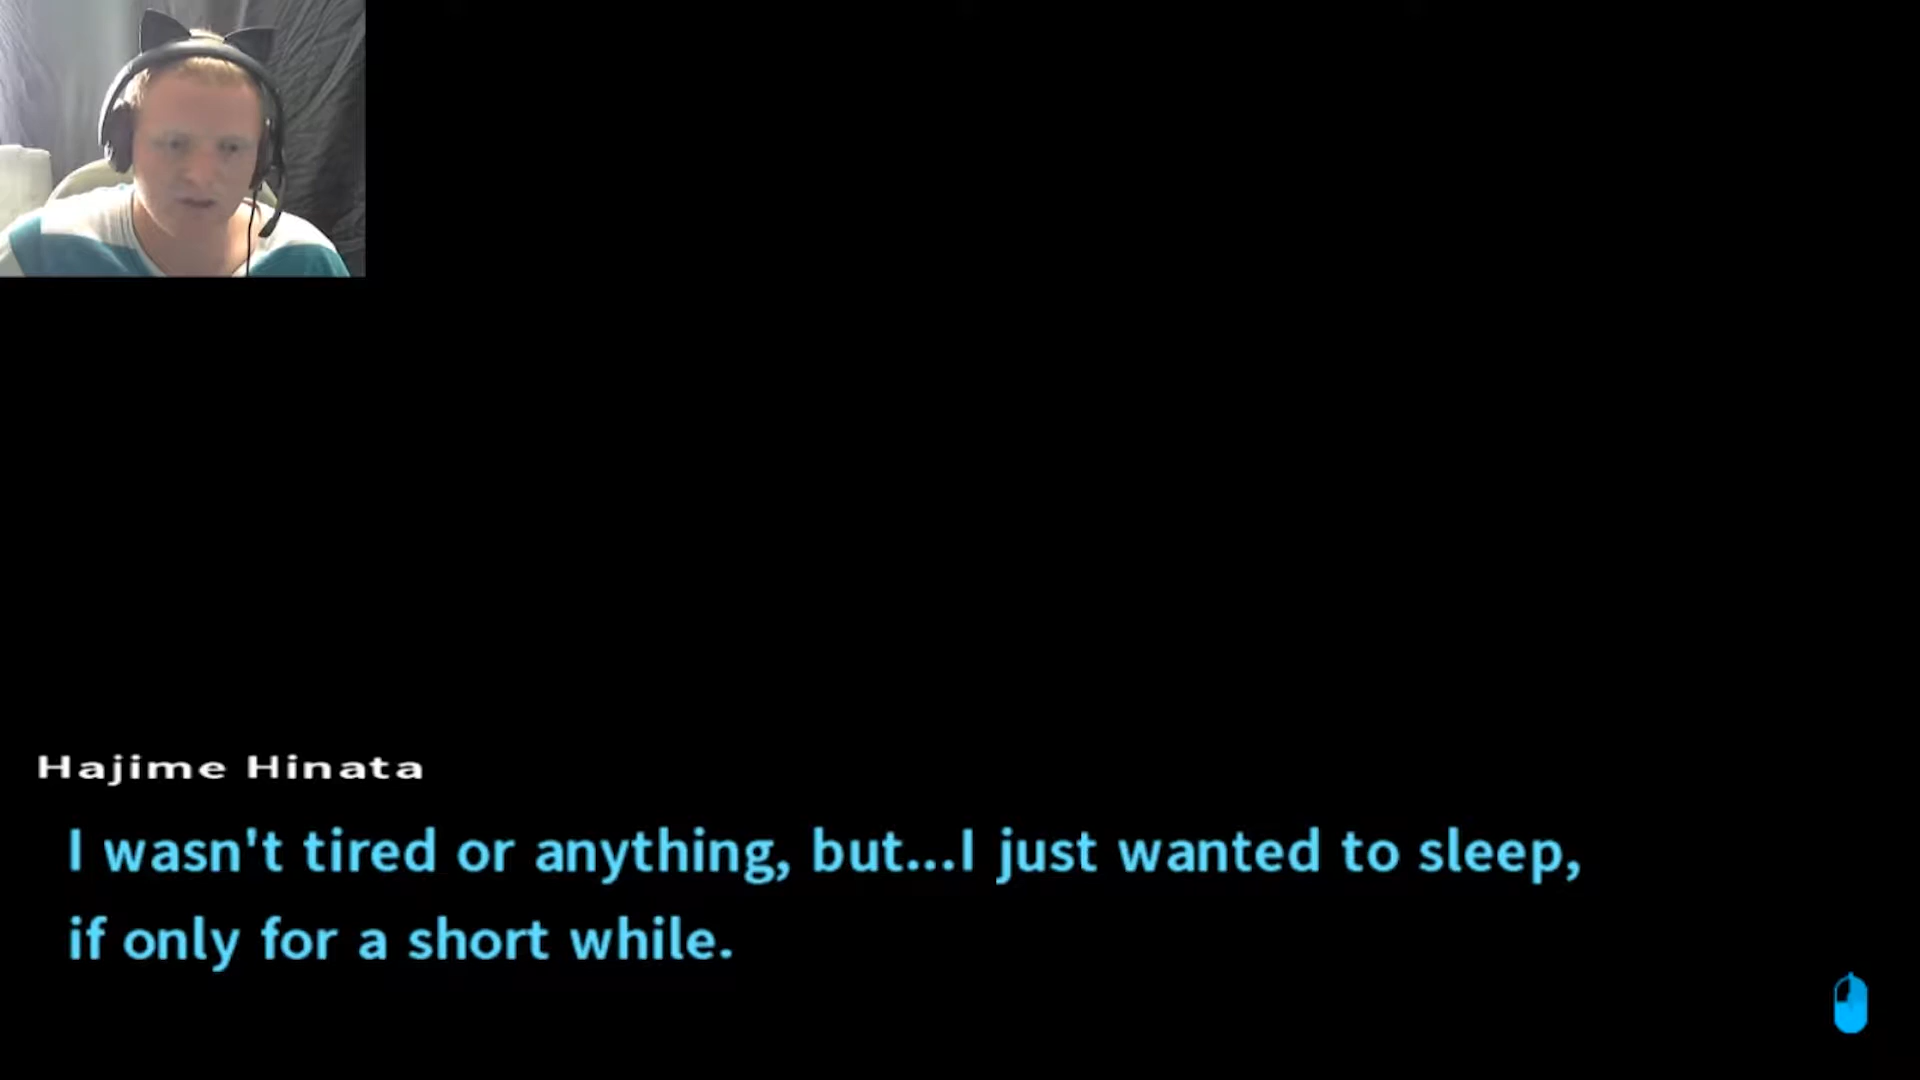 Hajime Hinata
I wasn't tired or anything, but...I just wanted to sleep,
if only for a short while.